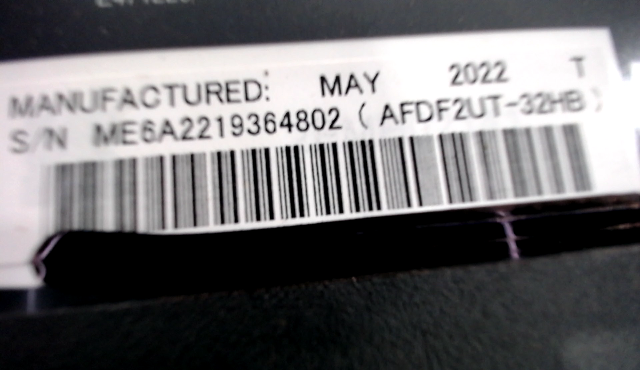 MANUFACTURED: MAY 2022 T
S/N ME6A2219364802 ( AFDF2UT-32HB )